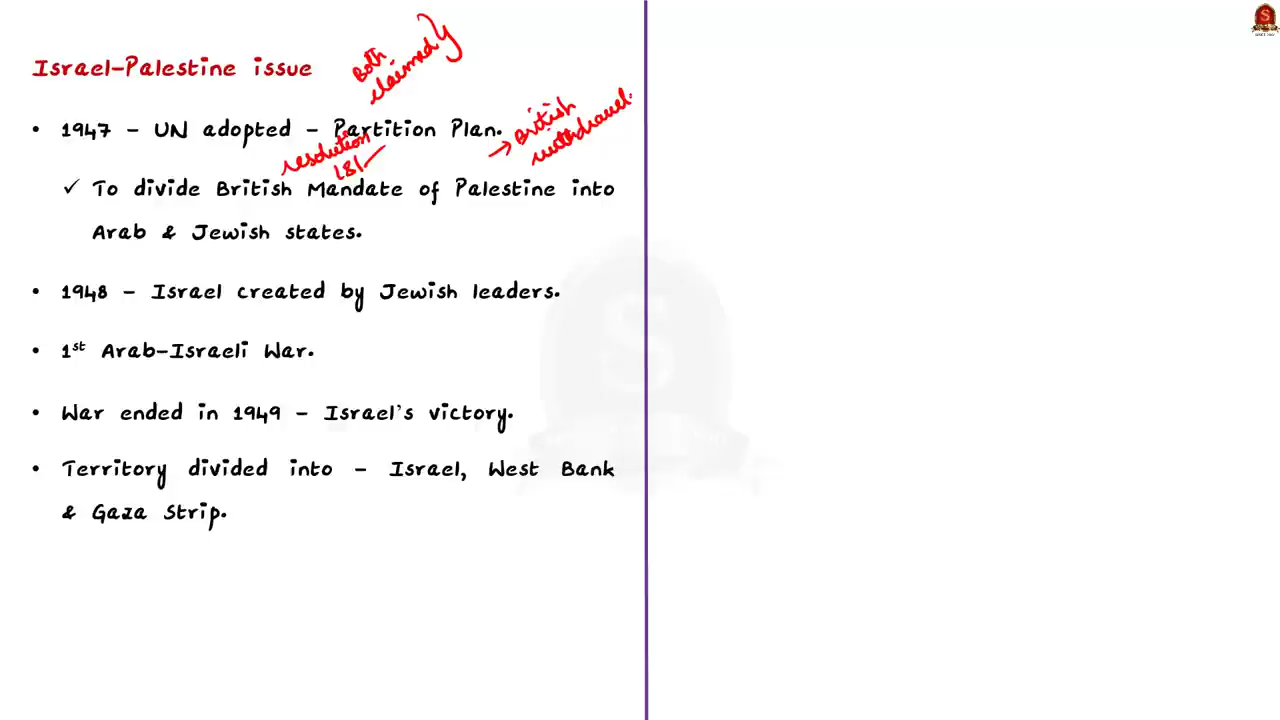 Israel-Palestine issue
Both
claimed
• 1947 - UN adopted - Partition Plan.
→ British
withdrawel.
resolution
181
✓ To divide British Mandate of Palestine into
Arab & Jewish states.
• 1948 - Israel created by Jewish leaders.
• 1st Arab-Israeli War.
• War ended in 1949 - Israel's victory.
• Territory divided into - Israel, West Bank
& Gaza Strip.
S